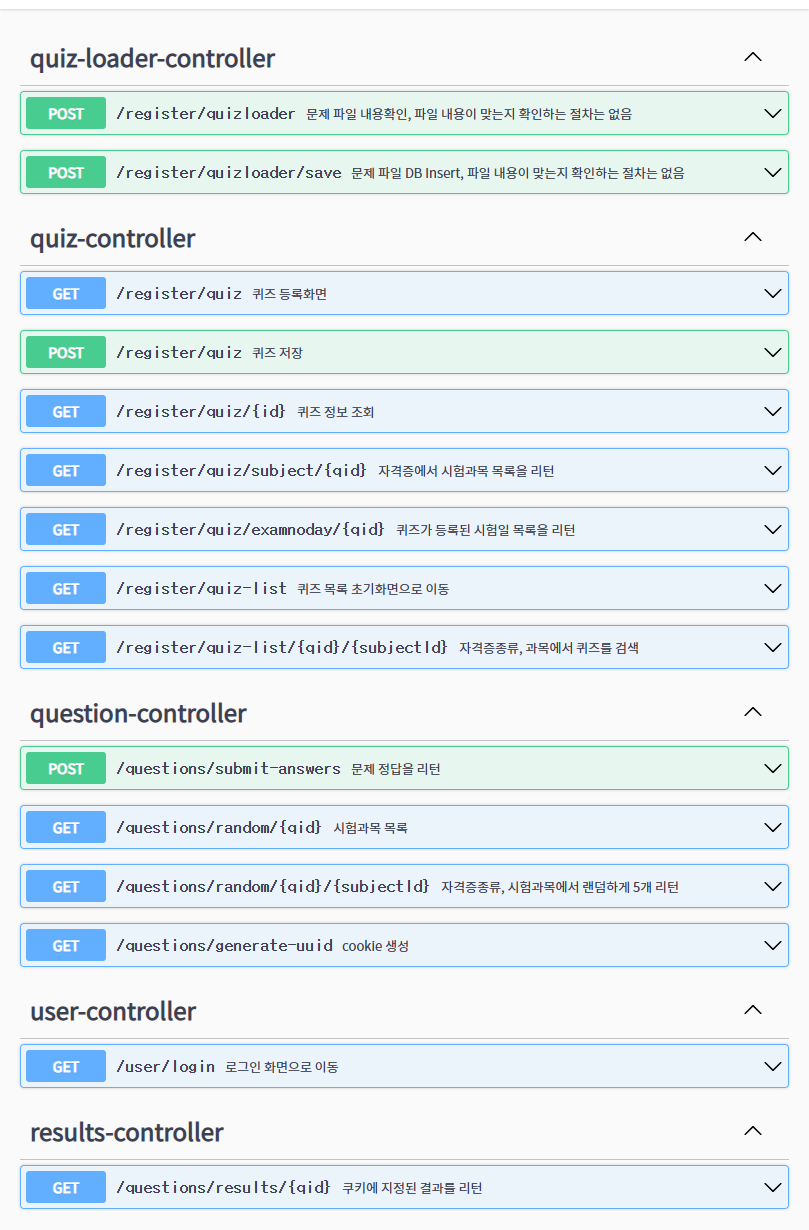 quiz-loader-controller
POST /register/quizloader 문제 파일 내용확인, 파일 내용이 맞는지 확인하는 절차는 없음
POST /register/quizloader/save 문제 파일 DB Insert, 파일 내용이 맞는지 확인하는 절차는 없음
quiz-controller
GET /register/quiz 퀴즈 등록화면
POST /register/quiz 퀴즈 저장
GET /register/quiz/{id} 퀴즈 정보 조회
GET /register/quiz/subject/{qid} 자격증에서 시험과목 목록을 리턴
GET /register/quiz/examnoday/{qid} 퀴즈가 등록된 시험일 목록을 리턴
GET /register/quiz-list 퀴즈 목록 초기화면으로 이동
GET /register/quiz-list/{qid}/{subjectId} 자격증종류, 과목에서 퀴즈를 검색
question-controller
POST /questions/submit-answers 문제 정답을 리턴
GET /questions/random/{qid} 시험과목 목록
GET /questions/random/{qid}/{subjectId} 자격증종류, 시험과목에서 랜덤하게 5개 리턴
GET /questions/generate-uuid cookie 생성
user-controller
GET /user/login 로그인 화면으로 이동
results-controller
GET /questions/results/{qid} 쿠키에 지정된 결과를 리턴